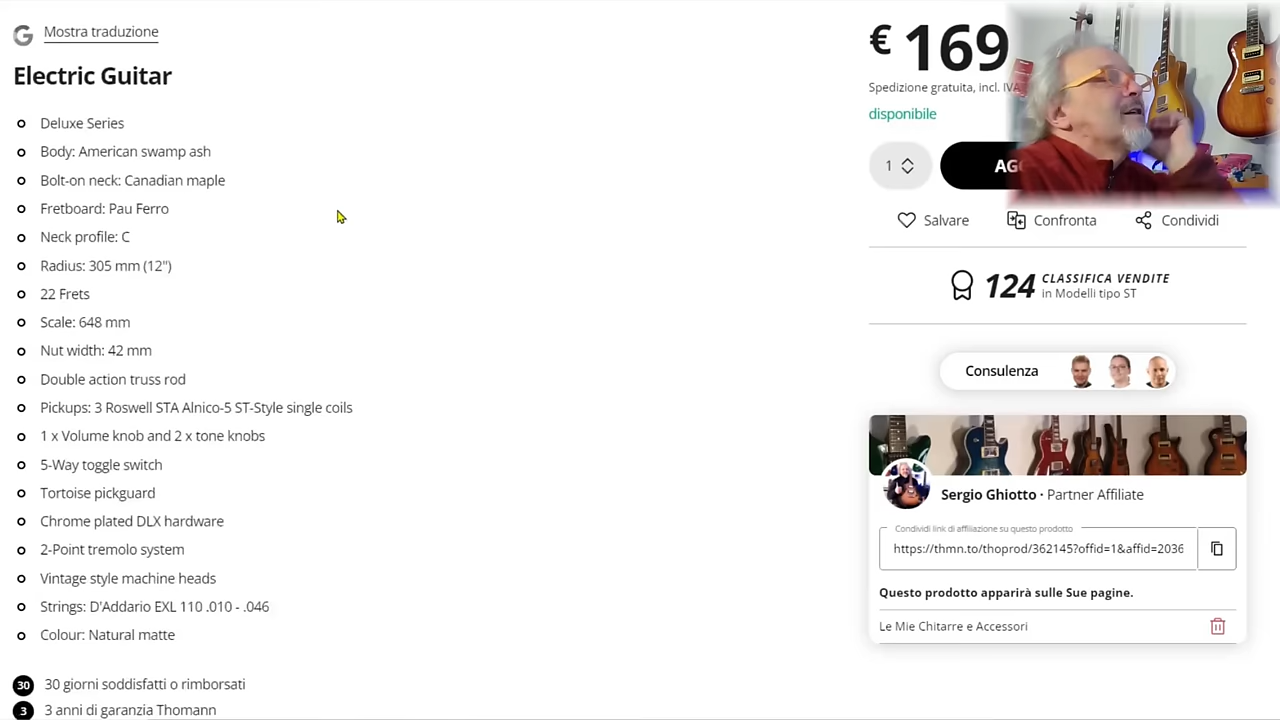 Mostra traduzione
Electric Guitar
Deluxe Series
Body: American swamp ash
Bolt-on neck: Canadian maple
Fretboard: Pau Ferro
Neck profile: C
Radius: 305 mm (12")
22 Frets
Scale: 648 mm
Nut width: 42 mm
Double action truss rod
Pickups: 3 Roswell STA Alnico-5 ST-Style single coils
1 x Volume knob and 2 x tone knobs
5-Way toggle switch
Tortoise pickguard
Chrome plated DLX hardware
2-Point tremolo system
Vintage style machine heads
Strings: D'Addario EXL 110 .010 - .046
Colour: Natural matte
30 30 giorni soddisfatti o rimborsati
3 3 anni di garanzia Thomann
€ 169
Spedizione gratuita, incl. IVA
disponibile
1 AG
Salvare Confronta Condividi
124 CLASSIFICA VENDITE
in Modelli tipo ST
Consulenza
Sergio Ghiotto · Partner Affiliate
Condividi link di affiliazione su questo prodotto
https://thmn.to/thoprod/362145?offid=1&affid=2036
Questo prodotto apparirà sulle Sue pagine.
Le Mie Chitarre e Accessori